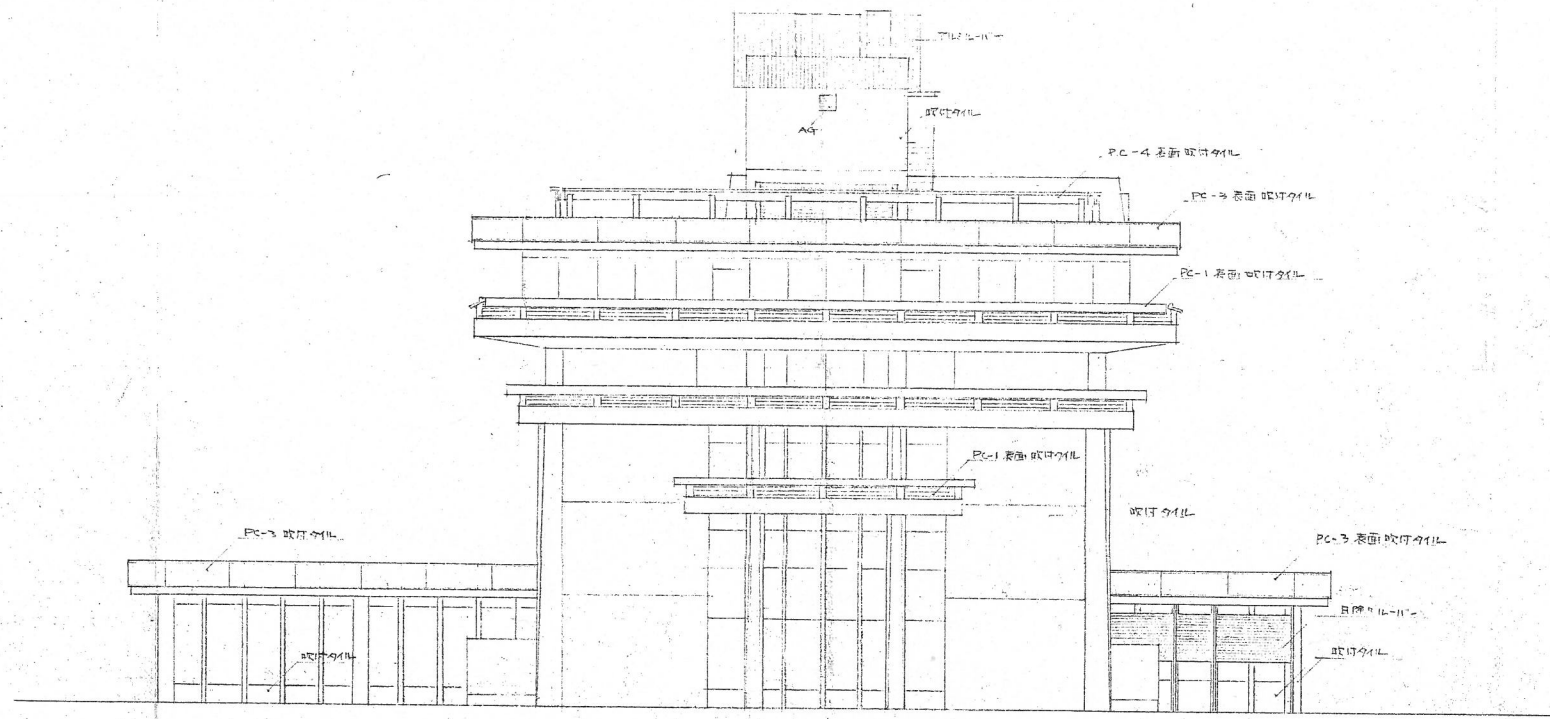 アルミルーバー
吹付タイル
AG
PC-4 表面 吹付タイル
PC-3 表面 吹付タイル
PC-1 表面 吹付タイル
PC-1 表面 吹付タイル
吹付タイル
PC-3 吹付タイル
PC-3 表面 吹付タイル
日除ケルーバー
吹付タイル
吹付タイル